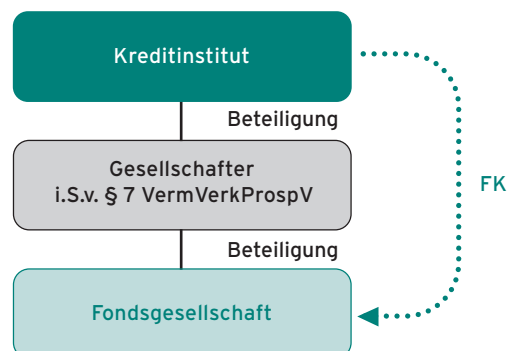 Kreditinstitut
Beteiligung
Gesellschafter
i.S.v. § 7 VermVerkProspV
FK
Beteiligung
Fondsgesellschaft